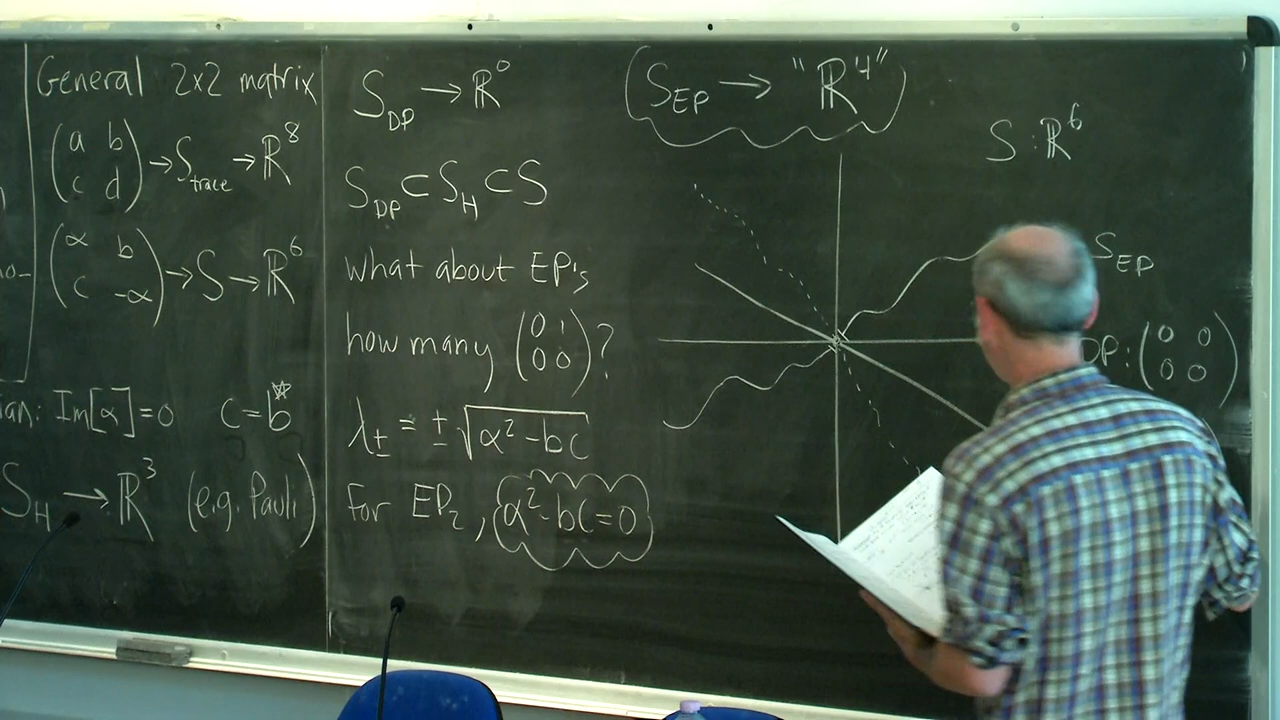 General 2x2 matrix
(a b
c d) → S_trace → ℝ^8
(α b
c -α) → S → ℝ^6
Im[α]=0 c=b*
S_H → ℝ^3 (e.g. Pauli)
S_DP → ℝ^0
S_DP ⊂ S_H ⊂ S
what about EP's
how many (0 1
0 0)?
λ± = ±√(α²-bc)
For EP₂, α²-bc=0
S_EP → "ℝ^4"
S:ℝ^6
S_EP
DP: (0 0
0 0)